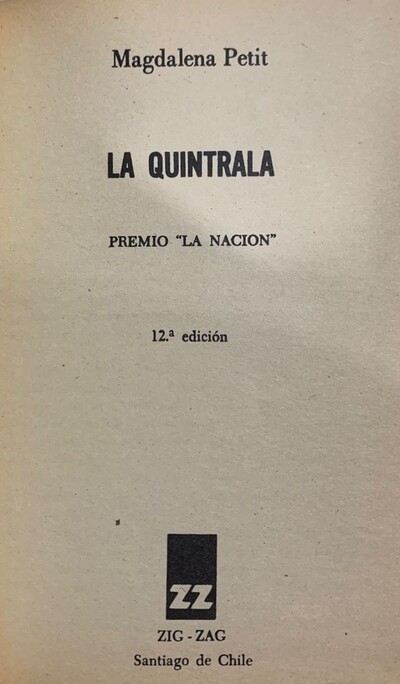 Magdalena Petit
LA QUINTRALA
PREMIO "LA NACION"
12.ª edición
ZZ
ZIG - ZAG
Santiago de Chile